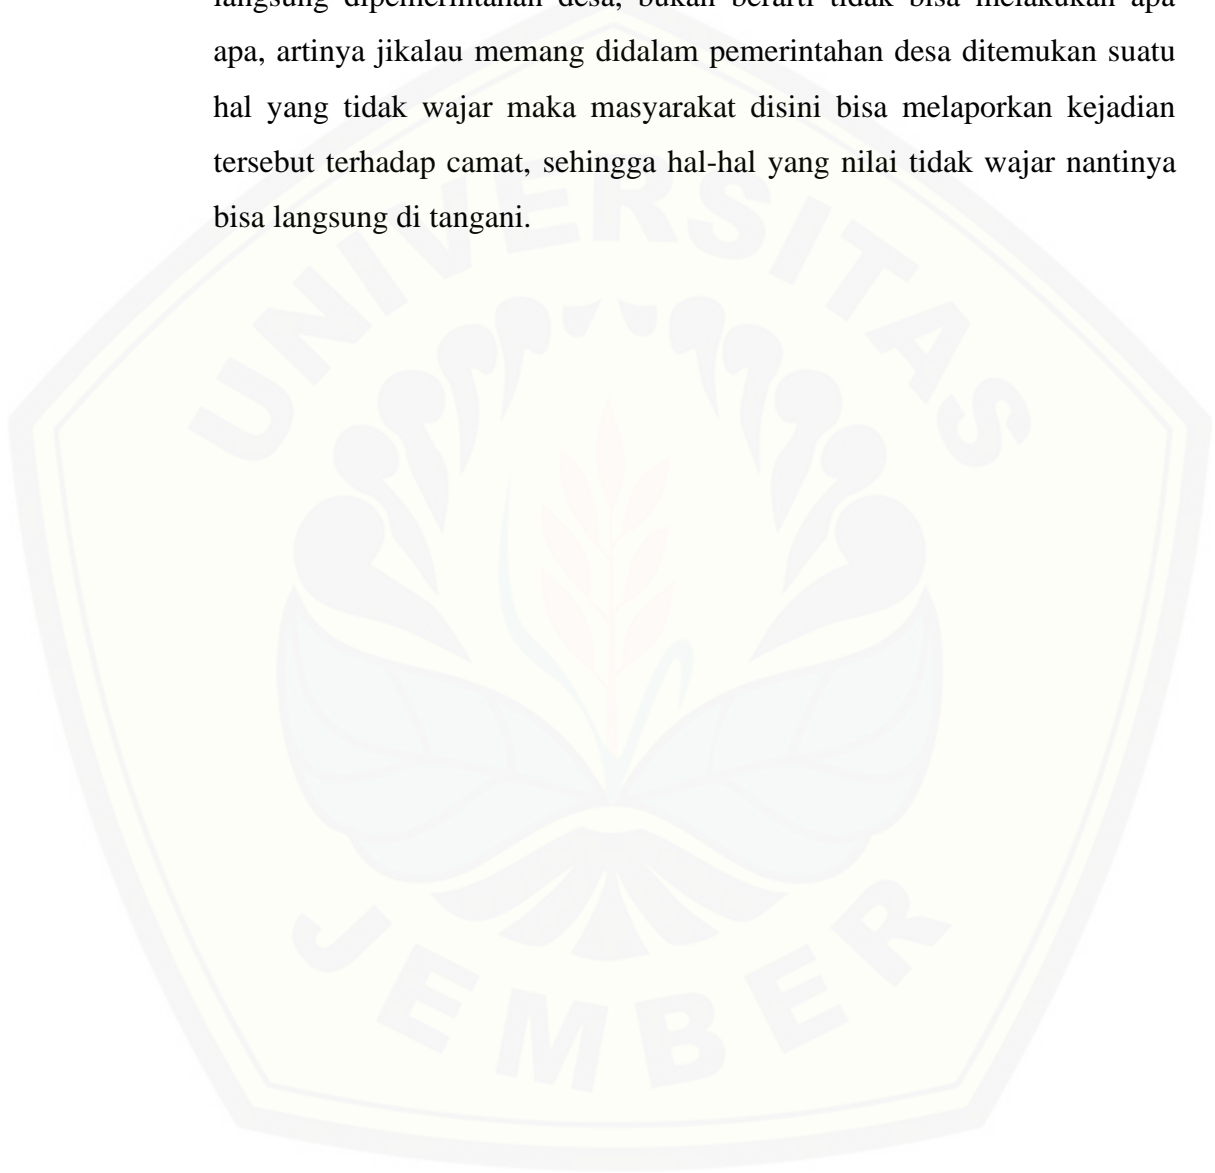 langsung dipemerintahan desa, bukan berarti tidak bisa melakukan apa
apa, artinya jikalau memang didalam pemerintahan desa ditemukan suatu
hal yang tidak wajar maka masyarakat disini bisa melaporkan kejadian
tersebut terhadap camat, sehingga hal-hal yang nilai tidak wajar nantinya
bisa langsung di tangani.
UNIVERSITAS
JEMBER